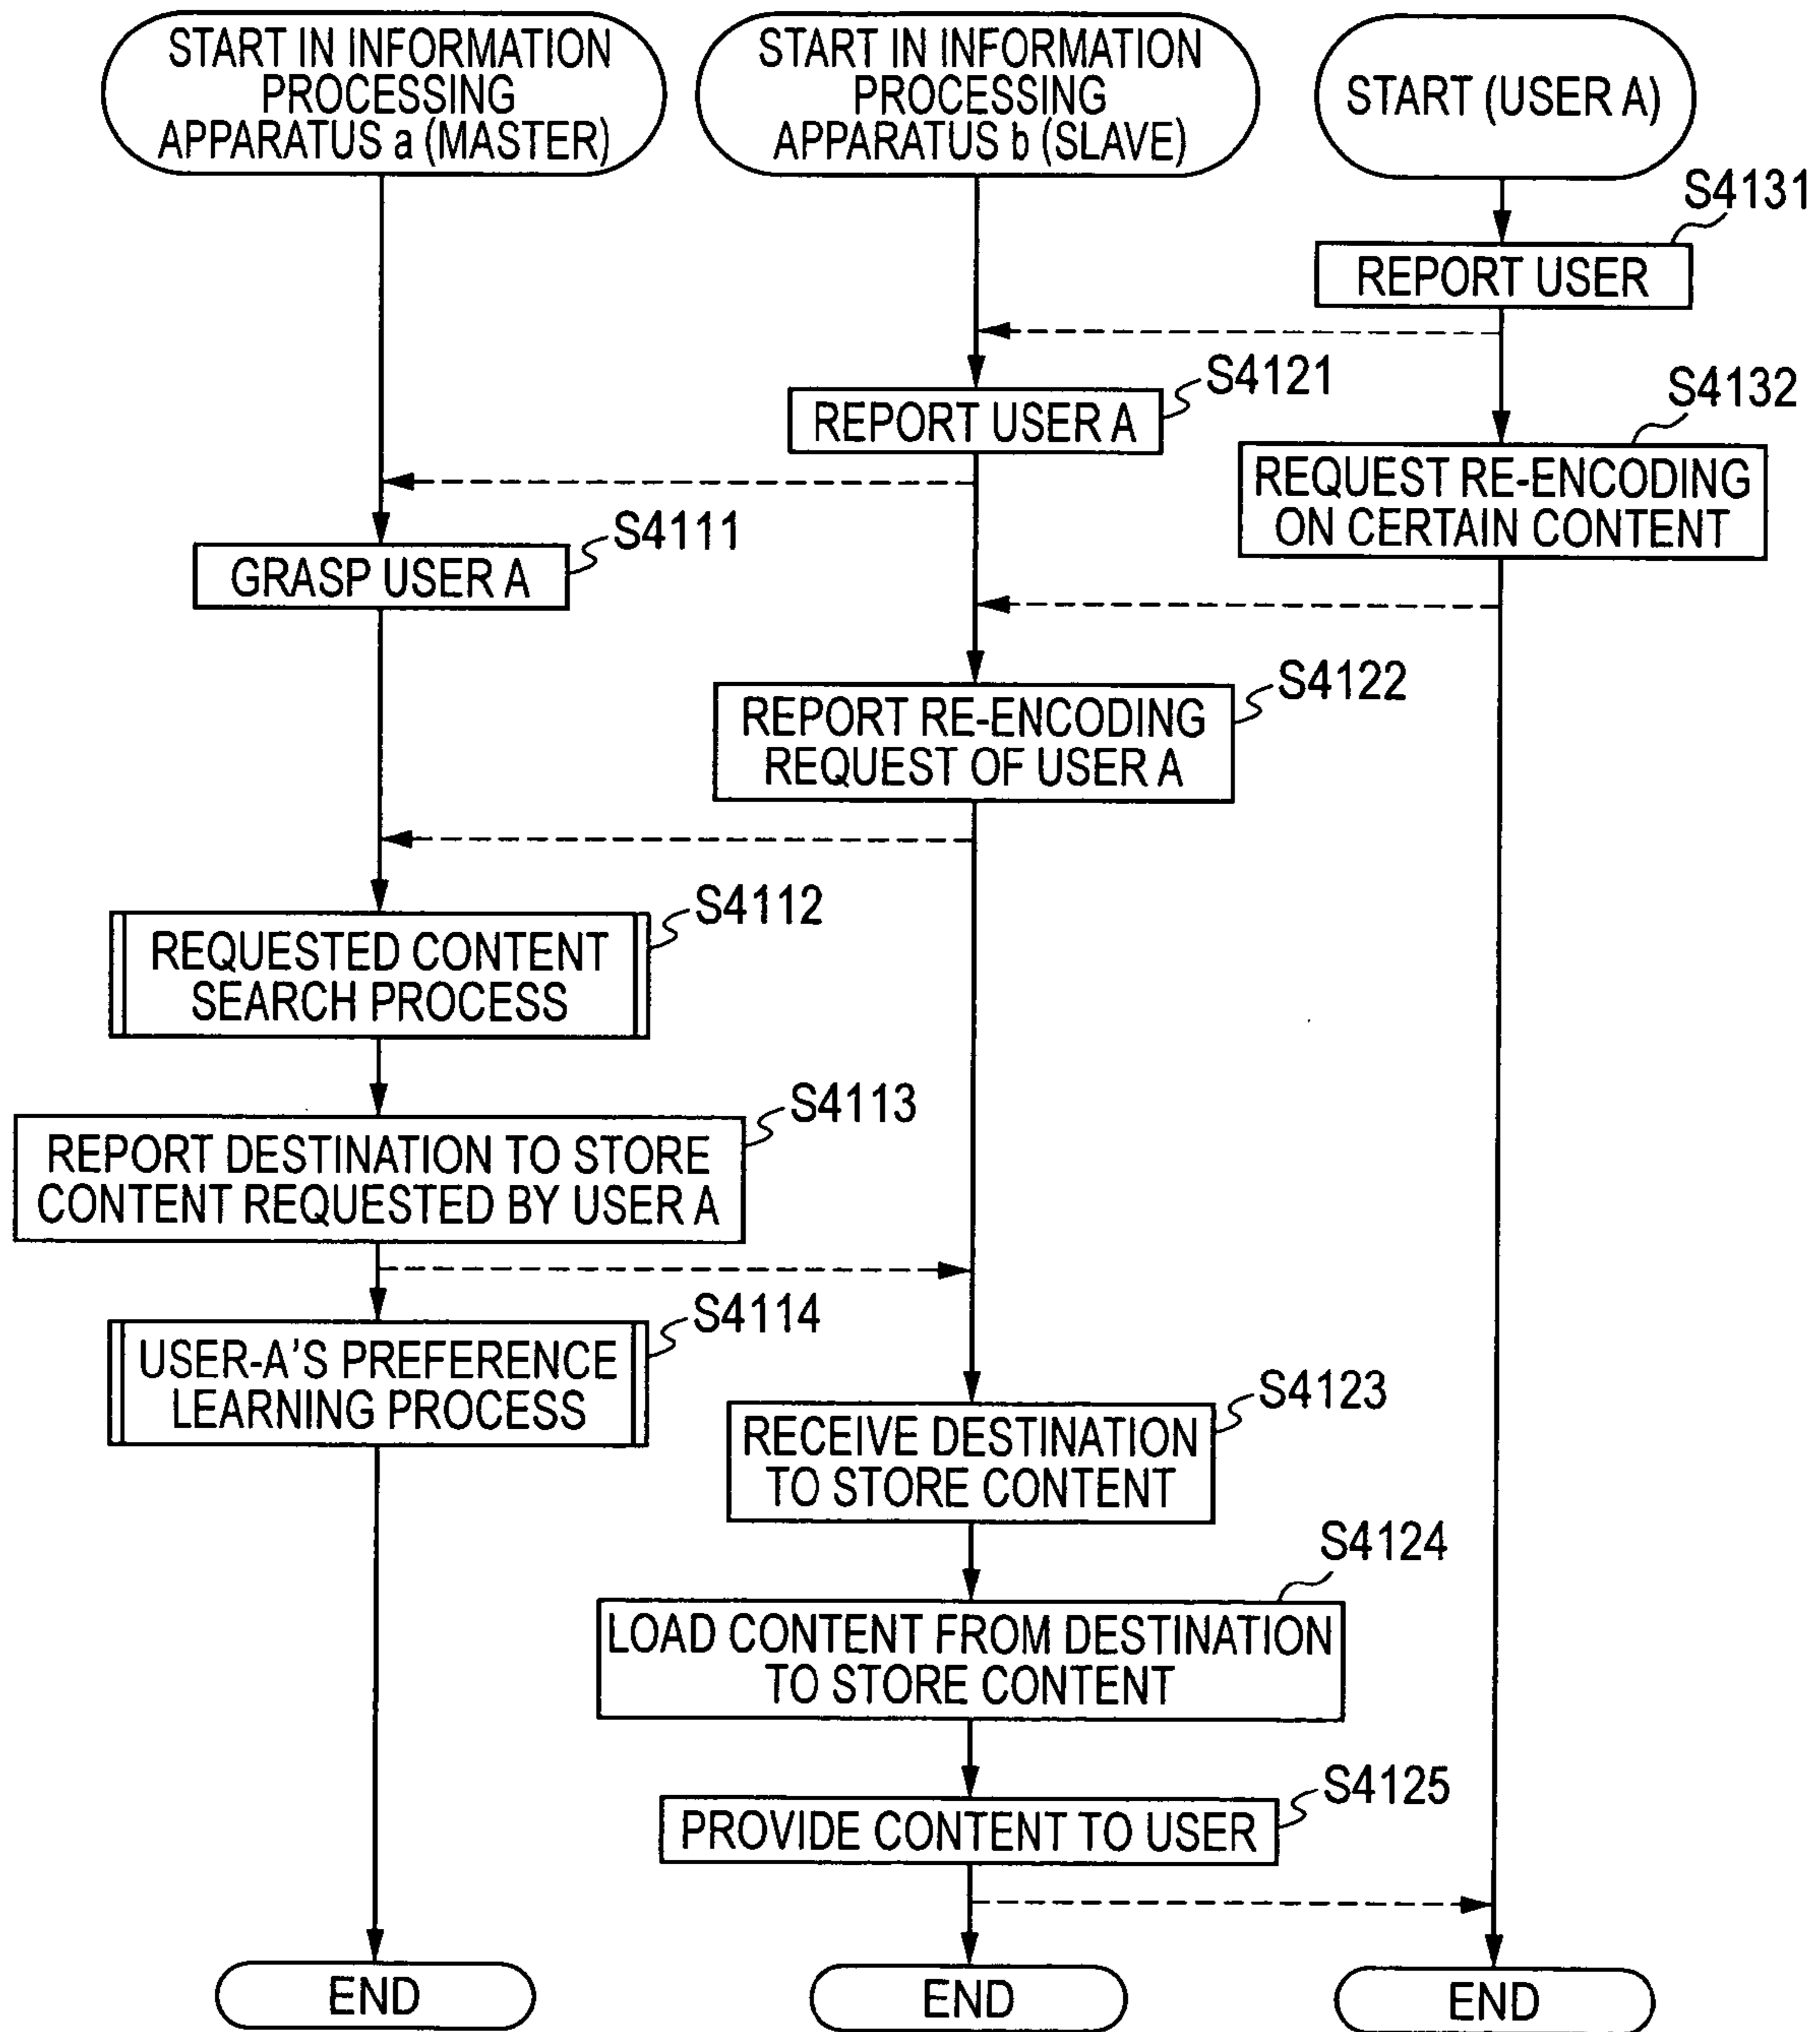 START IN INFORMATION
PROCESSING
APPARATUS a (MASTER)
START IN INFORMATION
PROCESSING
APPARATUS b (SLAVE)
START (USER A)
S4131
REPORT USER
S4121
REPORT USER A
S4132
REQUEST RE-ENCODING
ON CERTAIN CONTENT
S4111
GRASP USER A
S4122
REPORT RE-ENCODING
REQUEST OF USER A
S4112
REQUESTED CONTENT
SEARCH PROCESS
S4113
REPORT DESTINATION TO STORE
CONTENT REQUESTED BY USER A
S4114
USER-A'S PREFERENCE
LEARNING PROCESS
S4123
RECEIVE DESTINATION
TO STORE CONTENT
S4124
LOAD CONTENT FROM DESTINATION
TO STORE CONTENT
S4125
PROVIDE CONTENT TO USER
END
END
END